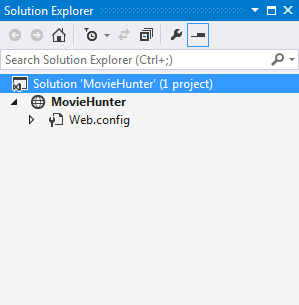 Solution Explorer
Search Solution Explorer (Ctrl+;)
Solution 'MovieHunter' (1 project)
MovieHunter
Web.config